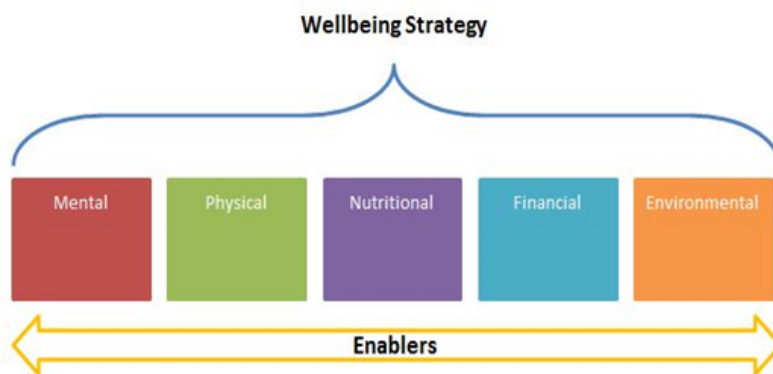 Wellbeing Strategy
Mental
Physical
Nutritional
Financial
Environmental
Enablers